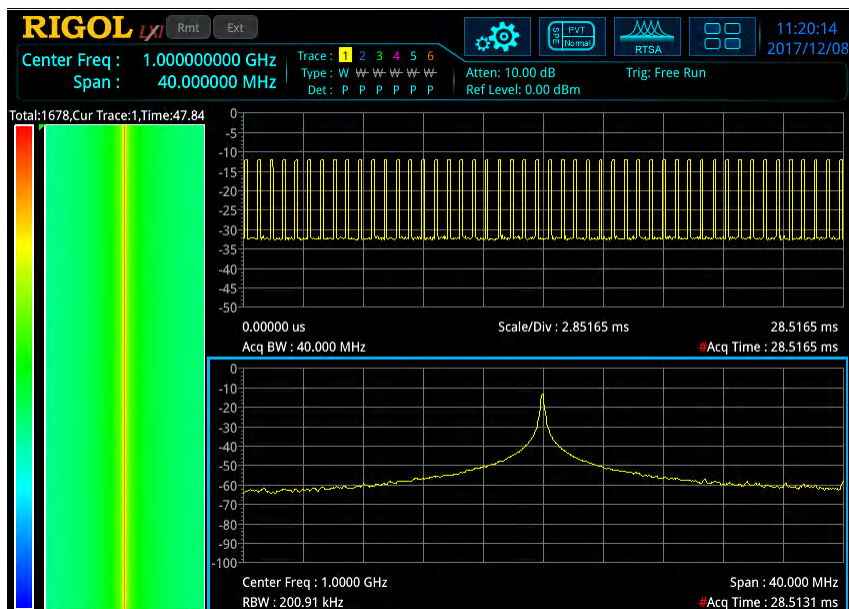 RIGOL LXI Rmt Ext
SPE PVT Normal
RTSA
11:20:14
2017/12/08
Center Freq : 1.000000000 GHz
Span : 40.000000 MHz
Trace : 1 2 3 4 5 6
Type : W W W W W W
Det : P P P P P P
Atten: 10.00 dB
Ref Level: 0.00 dBm
Trig: Free Run
Total:1678,Cur Trace:1,Time:47.84
0
-5
-10
-15
-20
-25
-30
-35
-40
-45
-50
0.00000 us Scale/Div : 2.85165 ms 28.5165 ms
Acq BW : 40.000 MHz #Acq Time : 28.5165 ms
0
-10
-20
-30
-40
-50
-60
-70
-80
-90
-100
Center Freq : 1.0000 GHz Span : 40.000 MHz
RBW : 200.91 kHz #Acq Time : 28.5131 ms